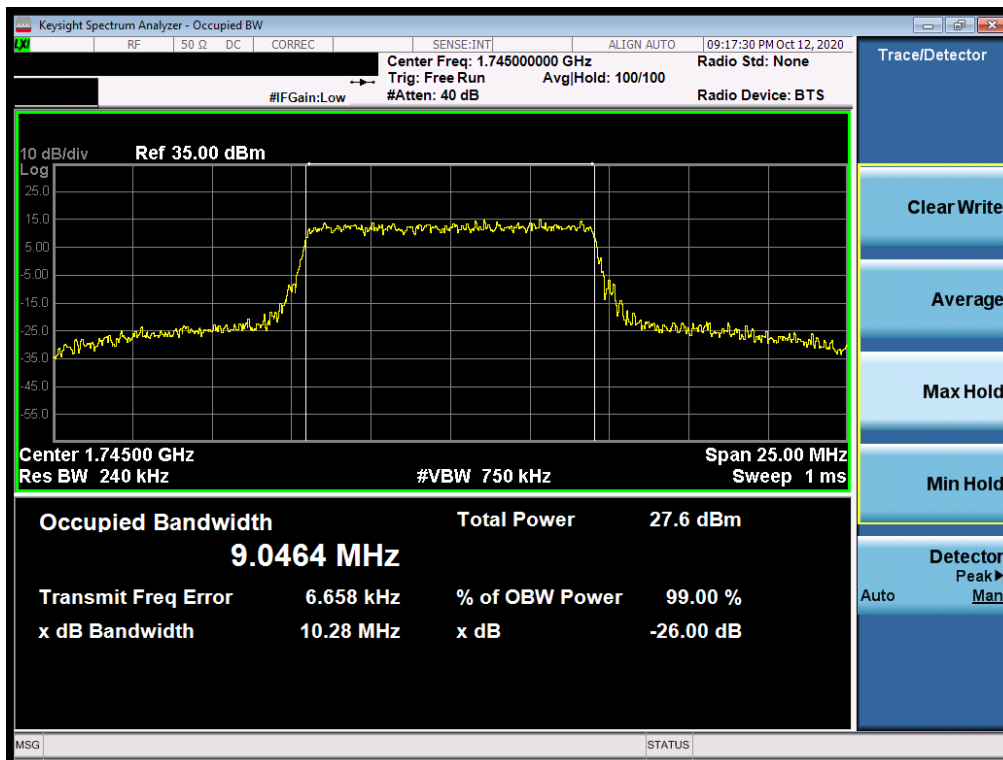 Keysight Spectrum Analyzer - Occupied BW
LXI RF 50 Ω DC CORREC SENSE:INT ALIGN AUTO 09:17:30 PM Oct 12, 2020
Center Freq: 1.745000000 GHz Radio Std: None
Trig: Free Run Avg|Hold: 100/100
#IFGain:Low #Atten: 40 dB Radio Device: BTS
10 dB/div Ref 35.00 dBm
Log
25.0
15.0
5.00
-5.00
-15.0
-25.0
-35.0
-45.0
-55.0
Center 1.74500 GHz Span 25.00 MHz
Res BW 240 kHz #VBW 750 kHz Sweep 1 ms
Occupied Bandwidth Total Power 27.6 dBm
9.0464 MHz
Transmit Freq Error 6.658 kHz % of OBW Power 99.00 %
x dB Bandwidth 10.28 MHz x dB -26.00 dB
MSG STATUS
Trace/Detector
Clear Write
Average
Max Hold
Min Hold
Detector
Peak▶
Auto Man